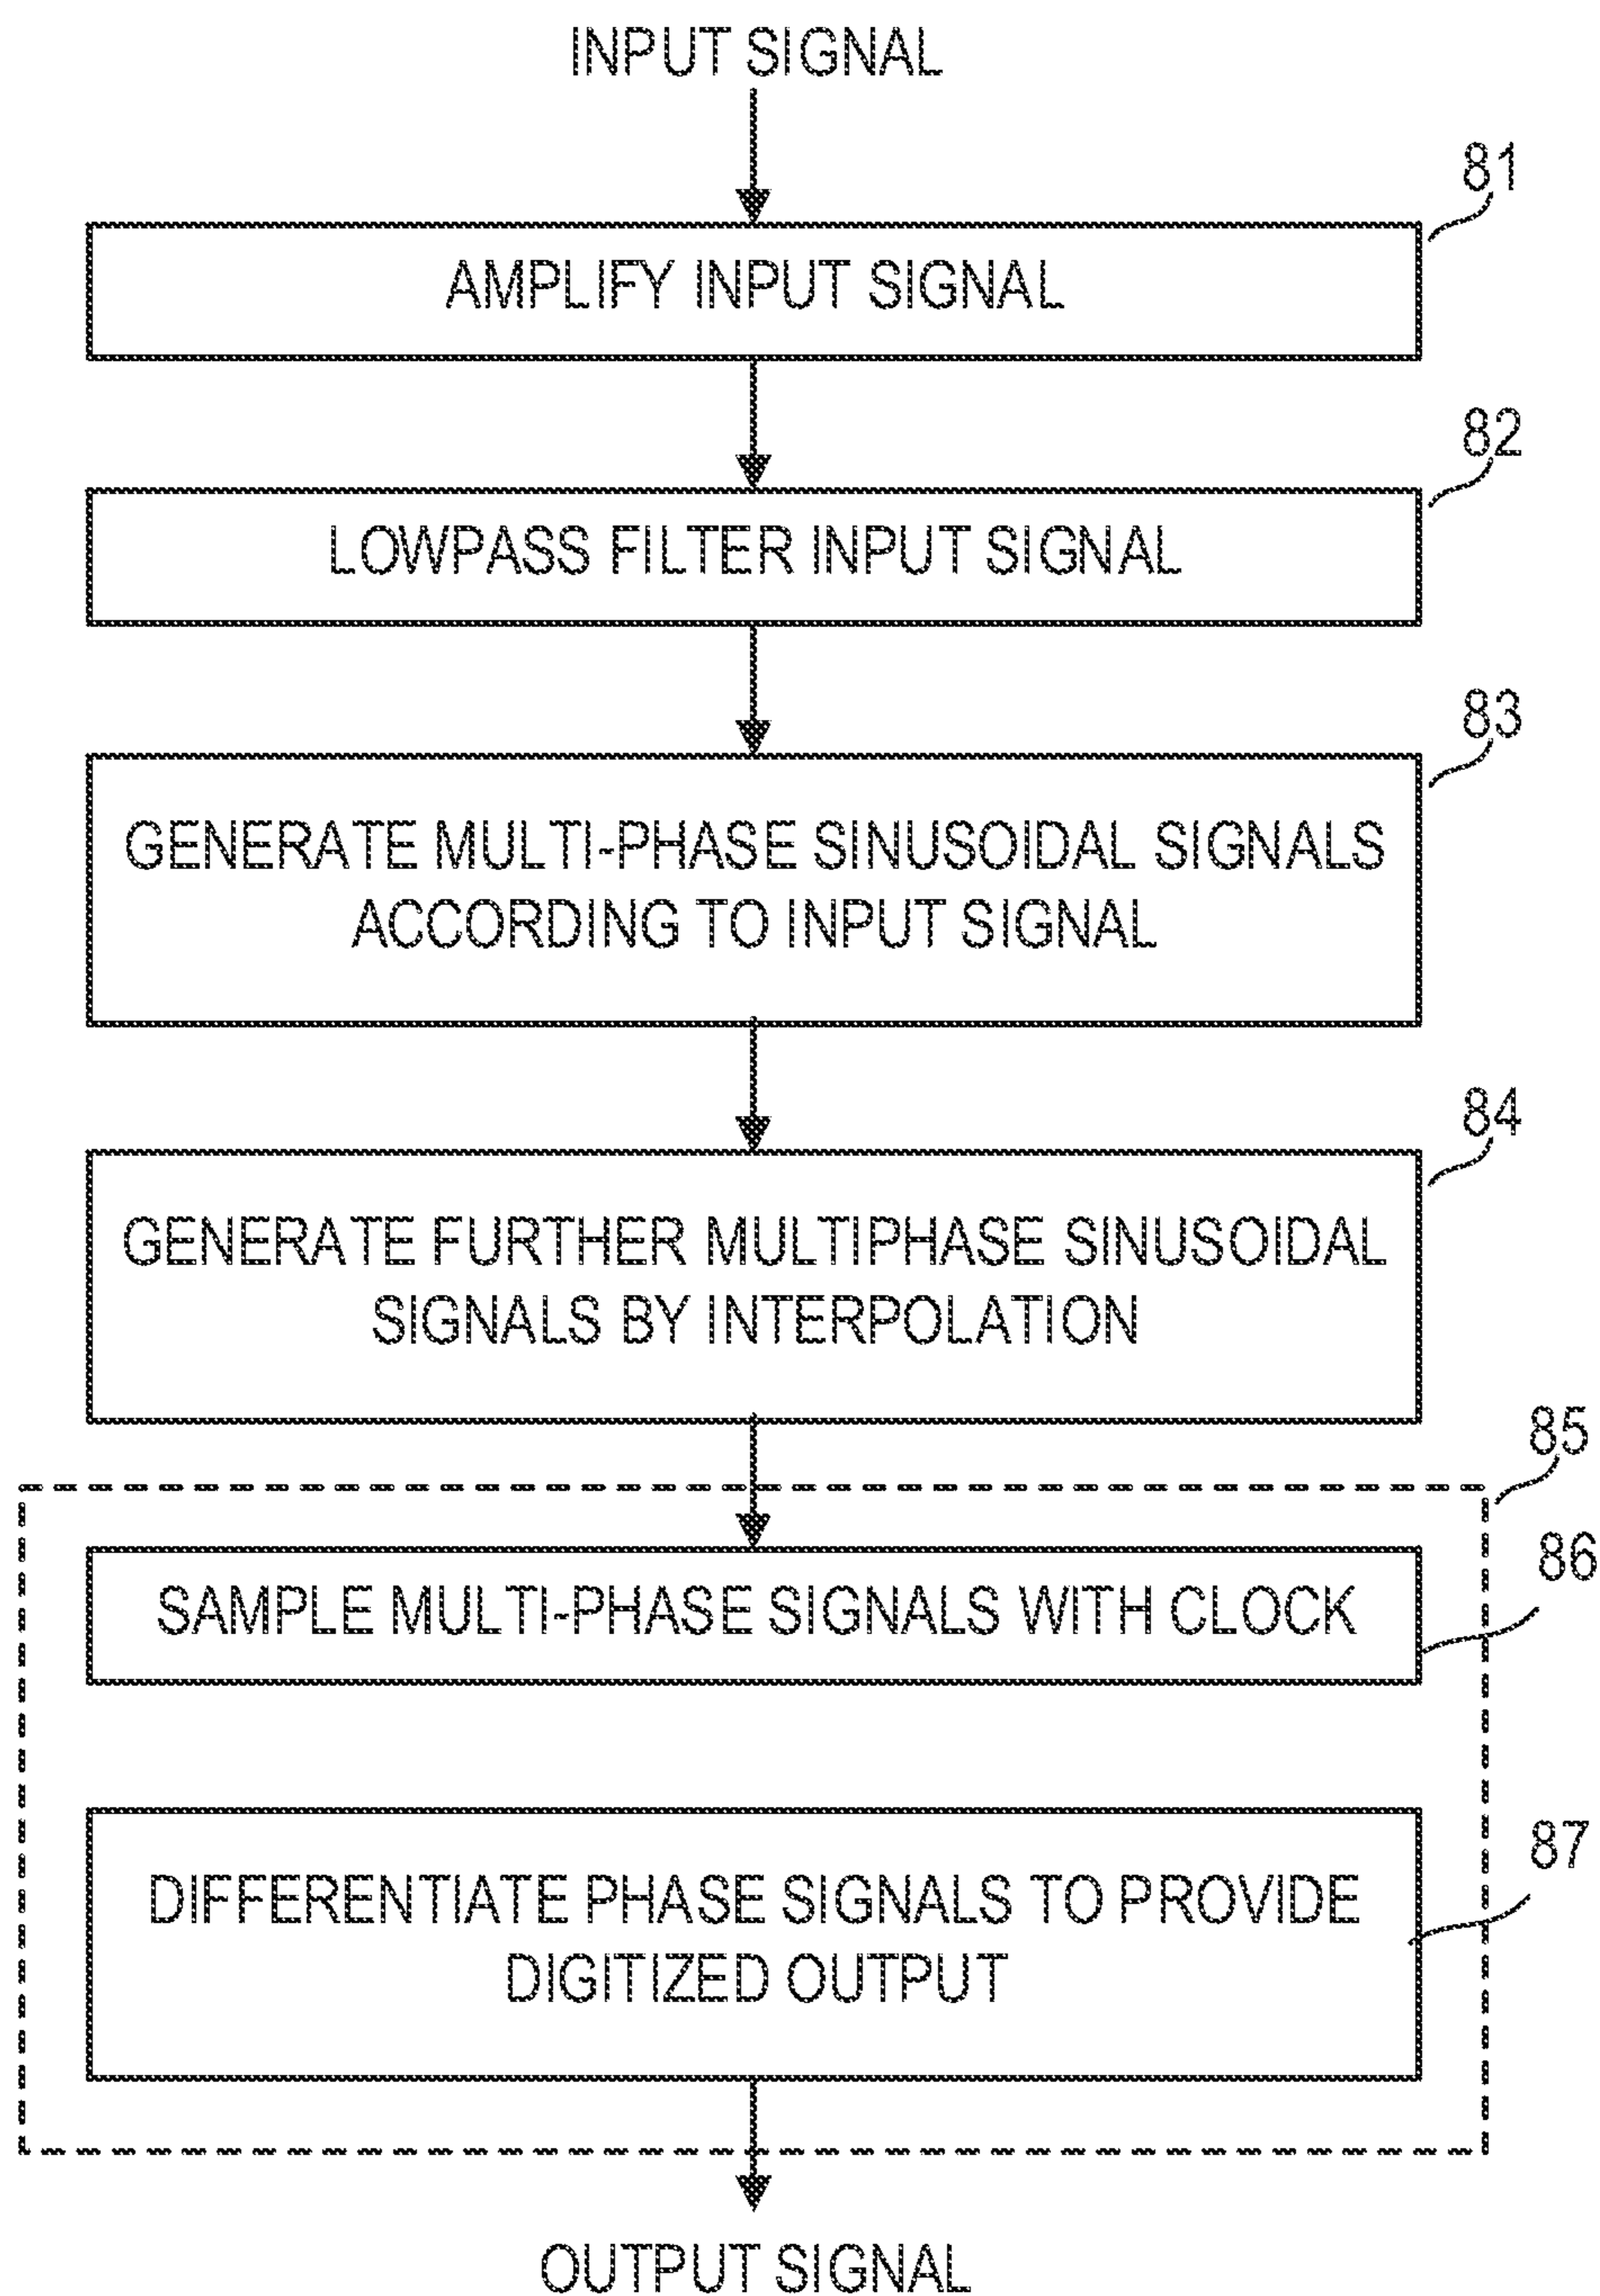 INPUT SIGNAL
81
AMPLIFY INPUT SIGNAL
82
LOWPASS FILTER INPUT SIGNAL
83
GENERATE MULTI-PHASE SINUSOIDAL SIGNALS
ACCORDING TO INPUT SIGNAL
84
GENERATE FURTHER MULTIPHASE SINUSOIDAL
SIGNALS BY INTERPOLATION
85
86
SAMPLE MULTI-PHASE SIGNALS WITH CLOCK
87
DIFFERENTIATE PHASE SIGNALS TO PROVIDE
DIGITIZED OUTPUT
OUTPUT SIGNAL